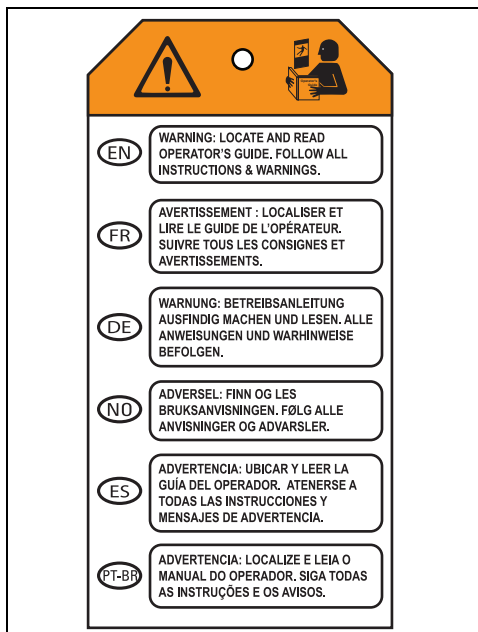 EN
WARNING: LOCATE AND READ
OPERATOR'S GUIDE. FOLLOW ALL
INSTRUCTIONS & WARNINGS.
FR
AVERTISSEMENT : LOCALISER ET
LIRE LE GUIDE DE L'OPÉRATEUR.
SUIVRE TOUS LES CONSIGNES ET
AVERTISSEMENTS.
DE
WARNUNG: BETREIBSANLEITUNG
AUSFINDIG MACHEN UND LESEN. ALLE
ANWEISUNGEN UND WARHINWEISE
BEFOLGEN.
NO
ADVERSEL: FINN OG LES
BRUKSANVISNINGEN. FØLG ALLE
ANVISNINGER OG ADVARSLER.
ES
ADVERTENCIA: UBICAR Y LEER LA
GUÍA DEL OPERADOR. ATENERSE A
TODAS LAS INSTRUCCIONES Y
MENSAJES DE ADVERTENCIA.
PT-BR
ADVERTENCIA: LOCALIZE E LEIA O
MANUAL DO OPERADOR. SIGA TODAS
AS INSTRUÇÕES E OS AVISOS.